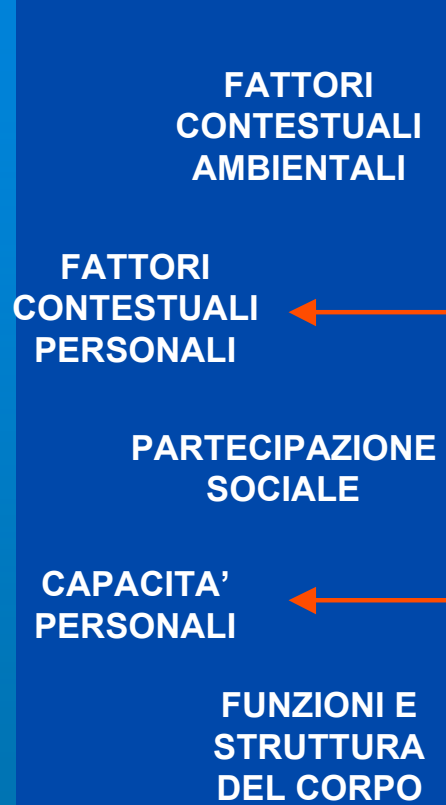 FATTORI
CONTESTUALI
AMBIENTALI
FATTORI
CONTESTUALI
PERSONALI
PARTECIPAZIONE
SOCIALE
CAPACITA’
PERSONALI
FUNZIONI E
STRUTTURA
DEL CORPO